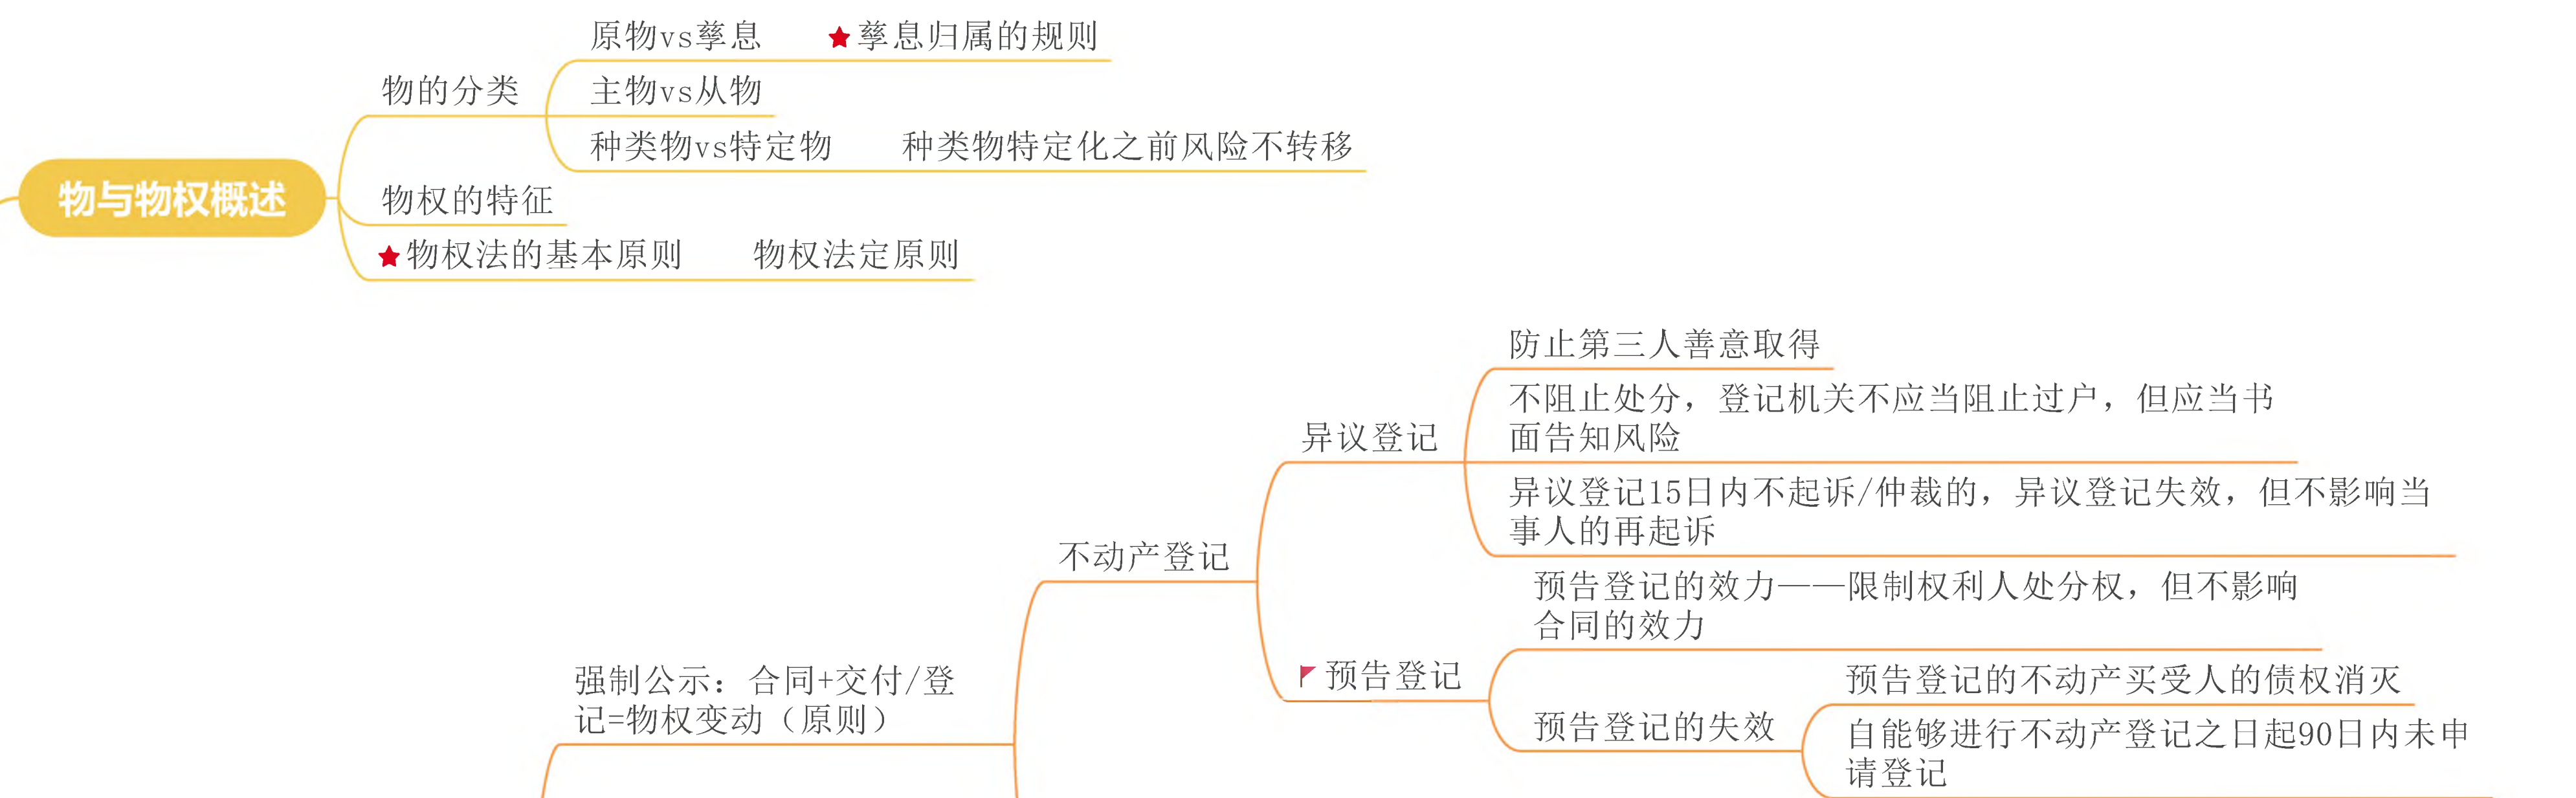 原物vs孳息 ★孳息归属的规则
物的分类
主物vs从物
种类物vs特定物 种类物特定化之前风险不转移
物与物权概述
物权的特征
★物权法的基本原则 物权法定原则
防止第三人善意取得
不阻止处分，登记机关不应当阻止过户，但应当书
面告知风险
异议登记
异议登记15日内不起诉/仲裁的，异议登记失效，但不影响当
事人的再起诉
不动产登记
预告登记的效力——限制权利人处分权，但不影响
合同的效力
预告登记
强制公示：合同+交付/登
记=物权变动（原则）
预告登记的不动产买受人的债权消灭
预告登记的失效
自能够进行不动产登记之日起90日内未申
请登记